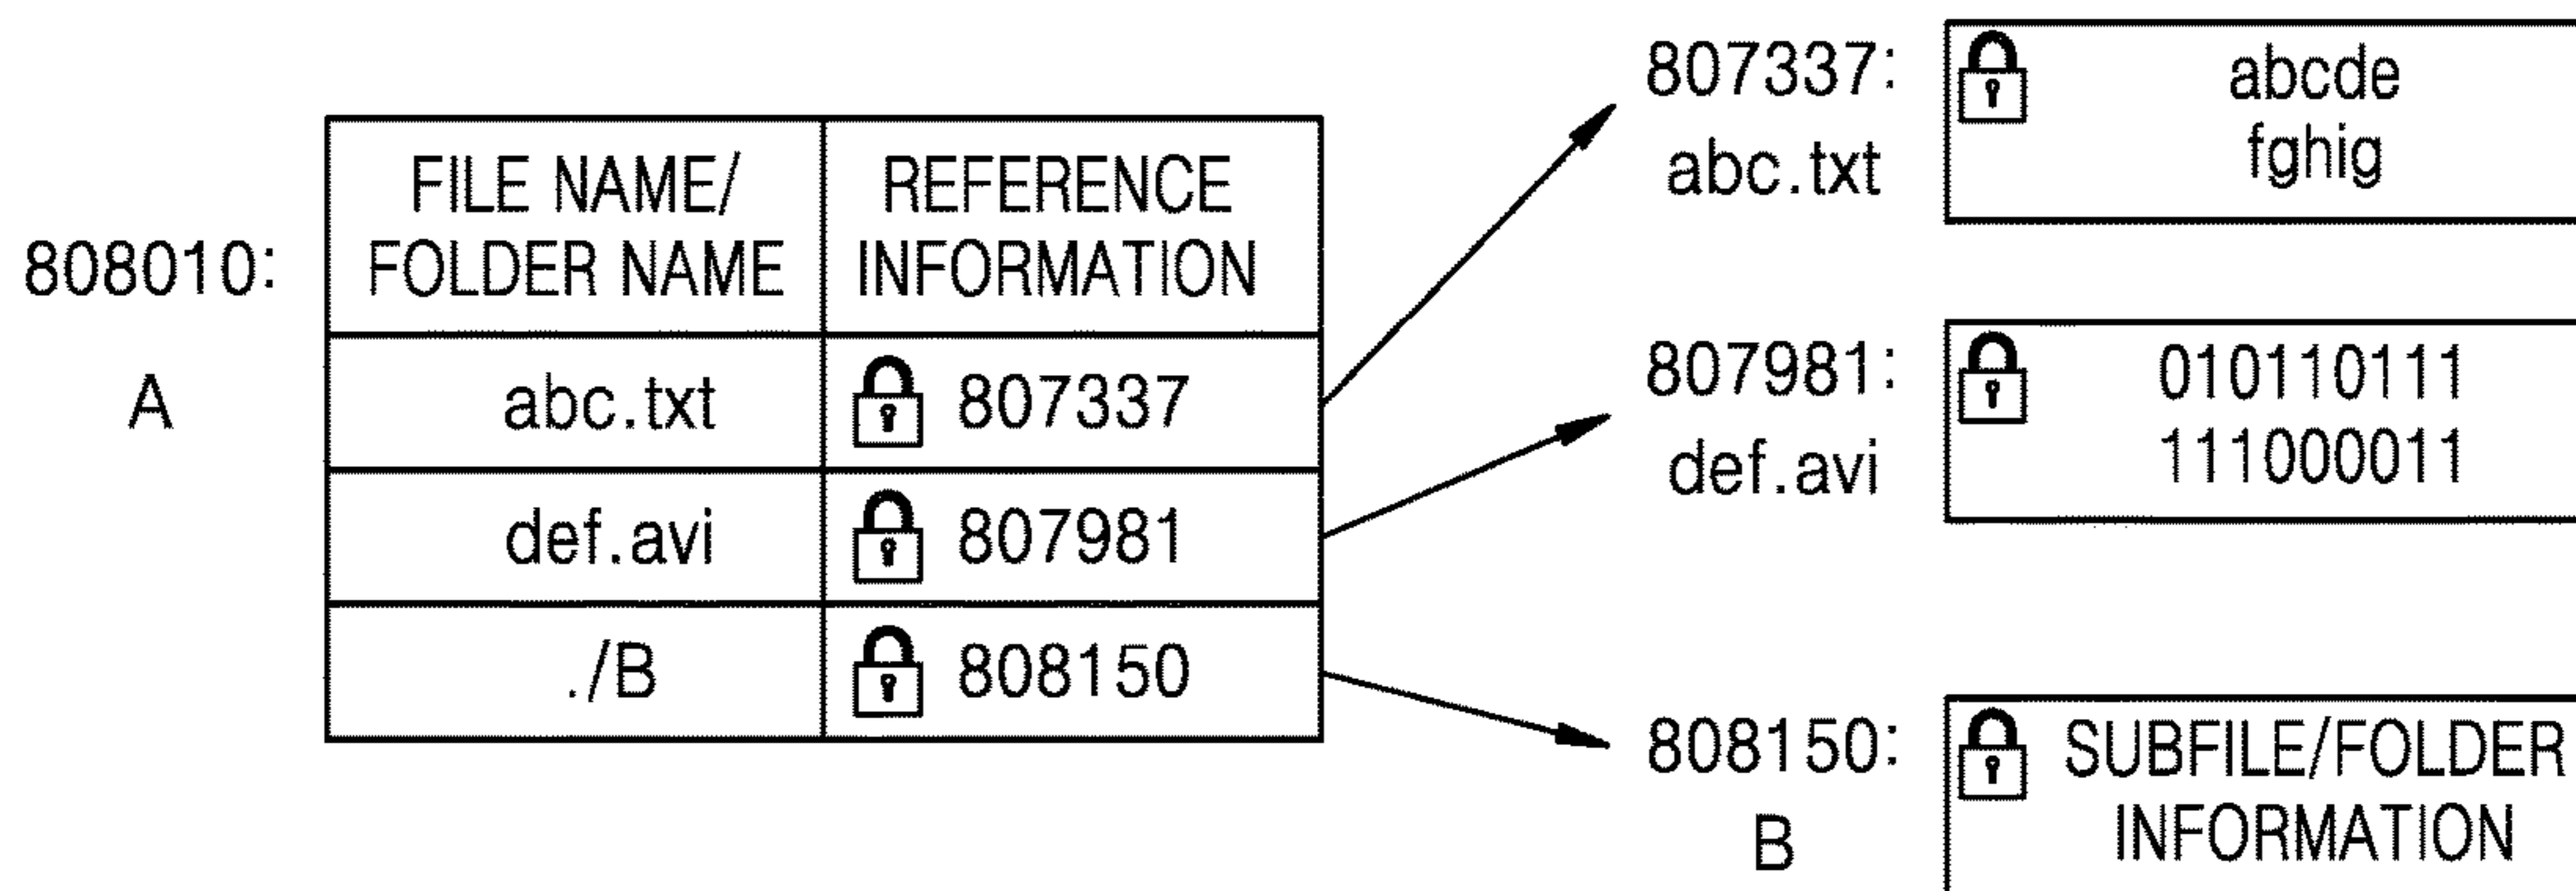 808010:
A
FILE NAME/
FOLDER NAME
REFERENCE
INFORMATION
abc.txt
807337
def.avi
807981
./B
808150
807337:
abc.txt
abcde
fghig
807981:
def.avi
010110111
111000011
808150:
B
SUBFILE/FOLDER
INFORMATION